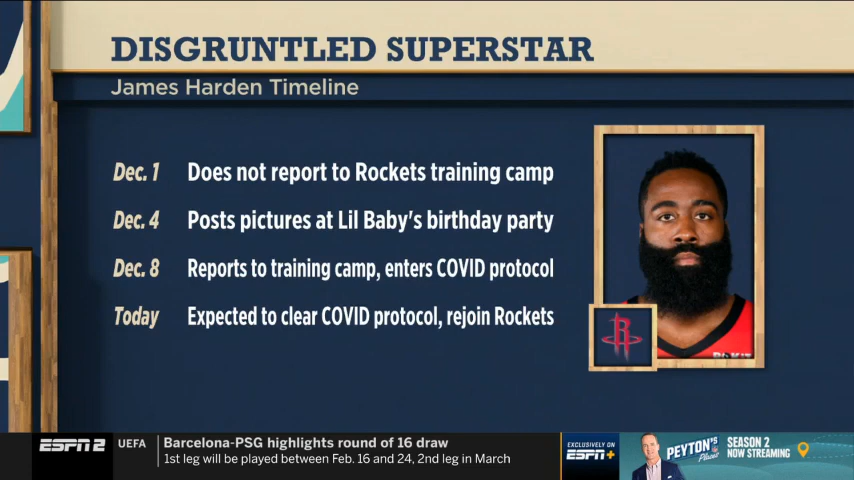 DISGRUNTLED SUPERSTAR
James Harden Timeline
Dec. 1 Does not report to Rockets training camp
Dec. 4 Posts pictures at Lil Baby's birthday party
Dec. 8 Reports to training camp, enters COVID protocol
Today Expected to clear COVID protocol, rejoin Rockets
R
ESPN2
UEFA
Barcelona-PSG highlights round of 16 draw
1st leg will be played between Feb. 16 and 24, 2nd leg in March
EXCLUSIVELY ON
ESPN+
PEYTON'S
Places
SEASON 2
NOW STREAMING